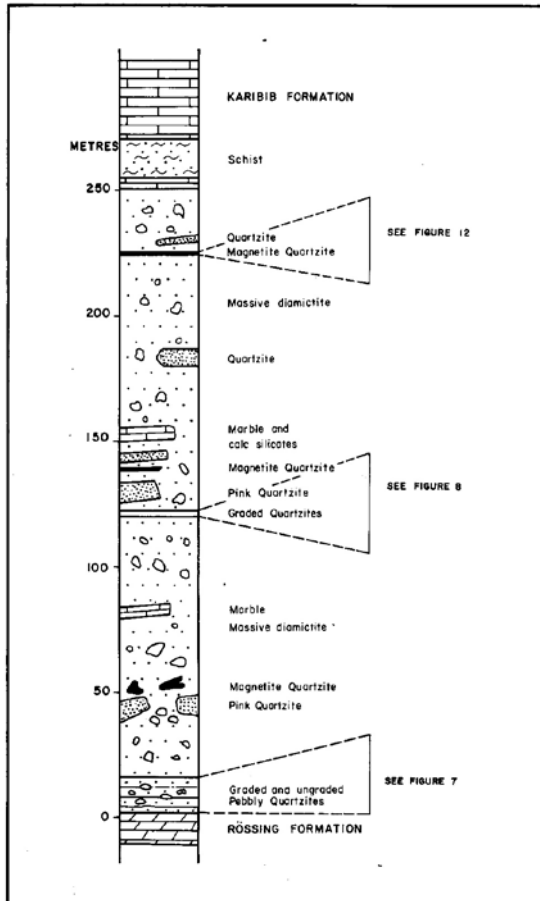 KARIBIB FORMATION
METRES
Schist
250
SEE FIGURE 12
Quartzite
Magnetite Quartzite
Massive diamictite
200
Quartzite
Marble and
calc silicates
150
Magnetite Quartzite
SEE FIGURE 8
Pink Quartzite
Graded Quartzites
100
Marble
Massive diamictite
Magnetite Quartzite
50
Pink Quartzite
SEE FIGURE 7
Graded and ungraded
Pebbly Quartzites
0
RÖSSING FORMATION